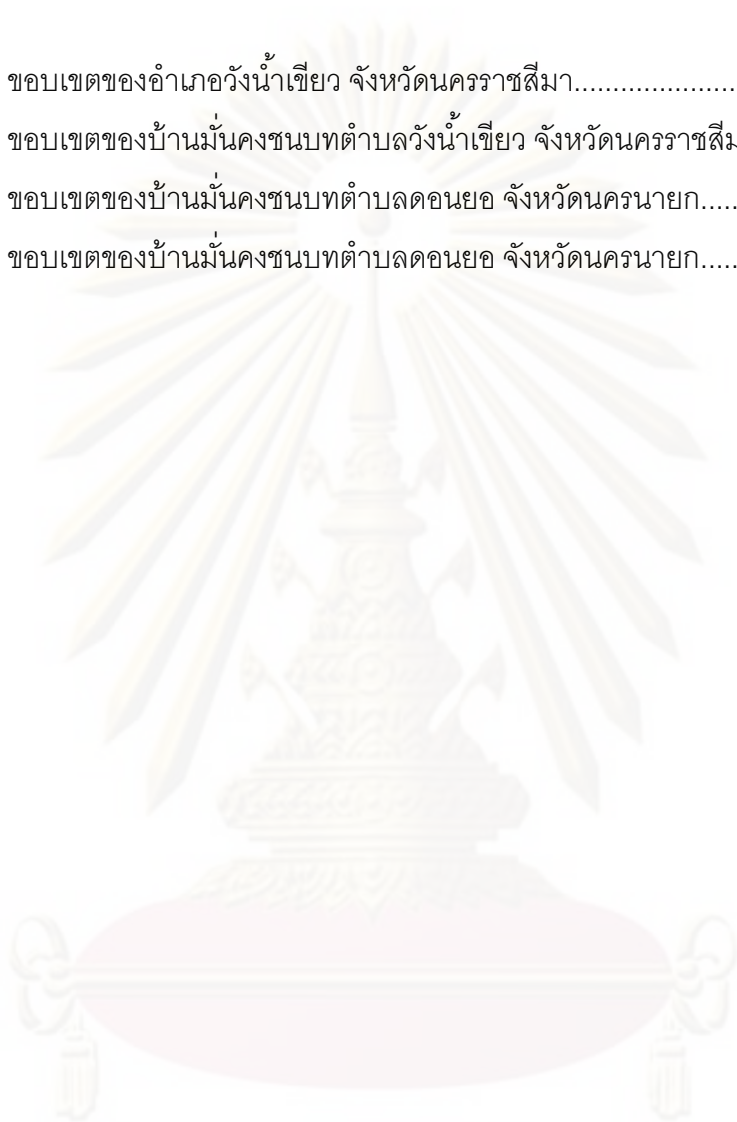 ขอบเขตของอำเภอวังน้ำเขียว จังหวัดนครราชสีมา.....................
ขอบเขตของบ้านมั่นคงชนบทตำบลวังน้ำเขียว จังหวัดนครราชสีม
ขอบเขตของบ้านมั่นคงชนบทตำบลดอนยอ จังหวัดนครนายก.....
ขอบเขตของบ้านมั่นคงชนบทตำบลดอนยอ จังหวัดนครนายก.....